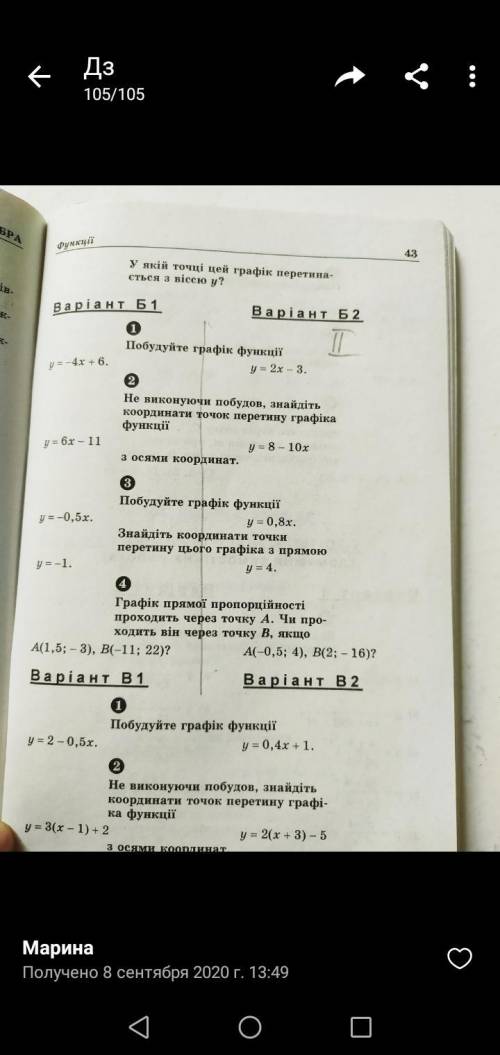 Дз
105/105
БРА
ів-
к-
к-
Функції
43
У якій точці цей графік перетина-
ється з віссю y?
Варіант Б1
Варіант Б2
II
1
Побудуйте графік функції
y = -4x + 6.
y = 2x - 3.
2
Не виконуючи побудов, знайдіть
координати точок перетину графіка
функції
y = 6x - 11
y = 8 - 10x
з осями координат.
3
Побудуйте графік функції
y = -0,5x.
y = 0,8x.
Знайдіть координати точки
перетину цього графіка з прямою
y = -1.
y = 4.
4
Графік прямої пропорційності
проходить через точку A. Чи про-
ходить він через точку B, якщо
A(1,5; - 3), B(-11; 22)?
A(-0,5; 4), B(2; - 16)?
Варіант В1
Варіант В2
1
Побудуйте графік функції
y = 2 - 0,5x.
y = 0,4x + 1.
2
Не виконуючи побудов, знайдіть
координати точок перетину графі-
ка функції
y = 3(x - 1) + 2
y = 2(x + 3) - 5
з осями координат.
Марина
Получено 8 сентября 2020 г. 13:49